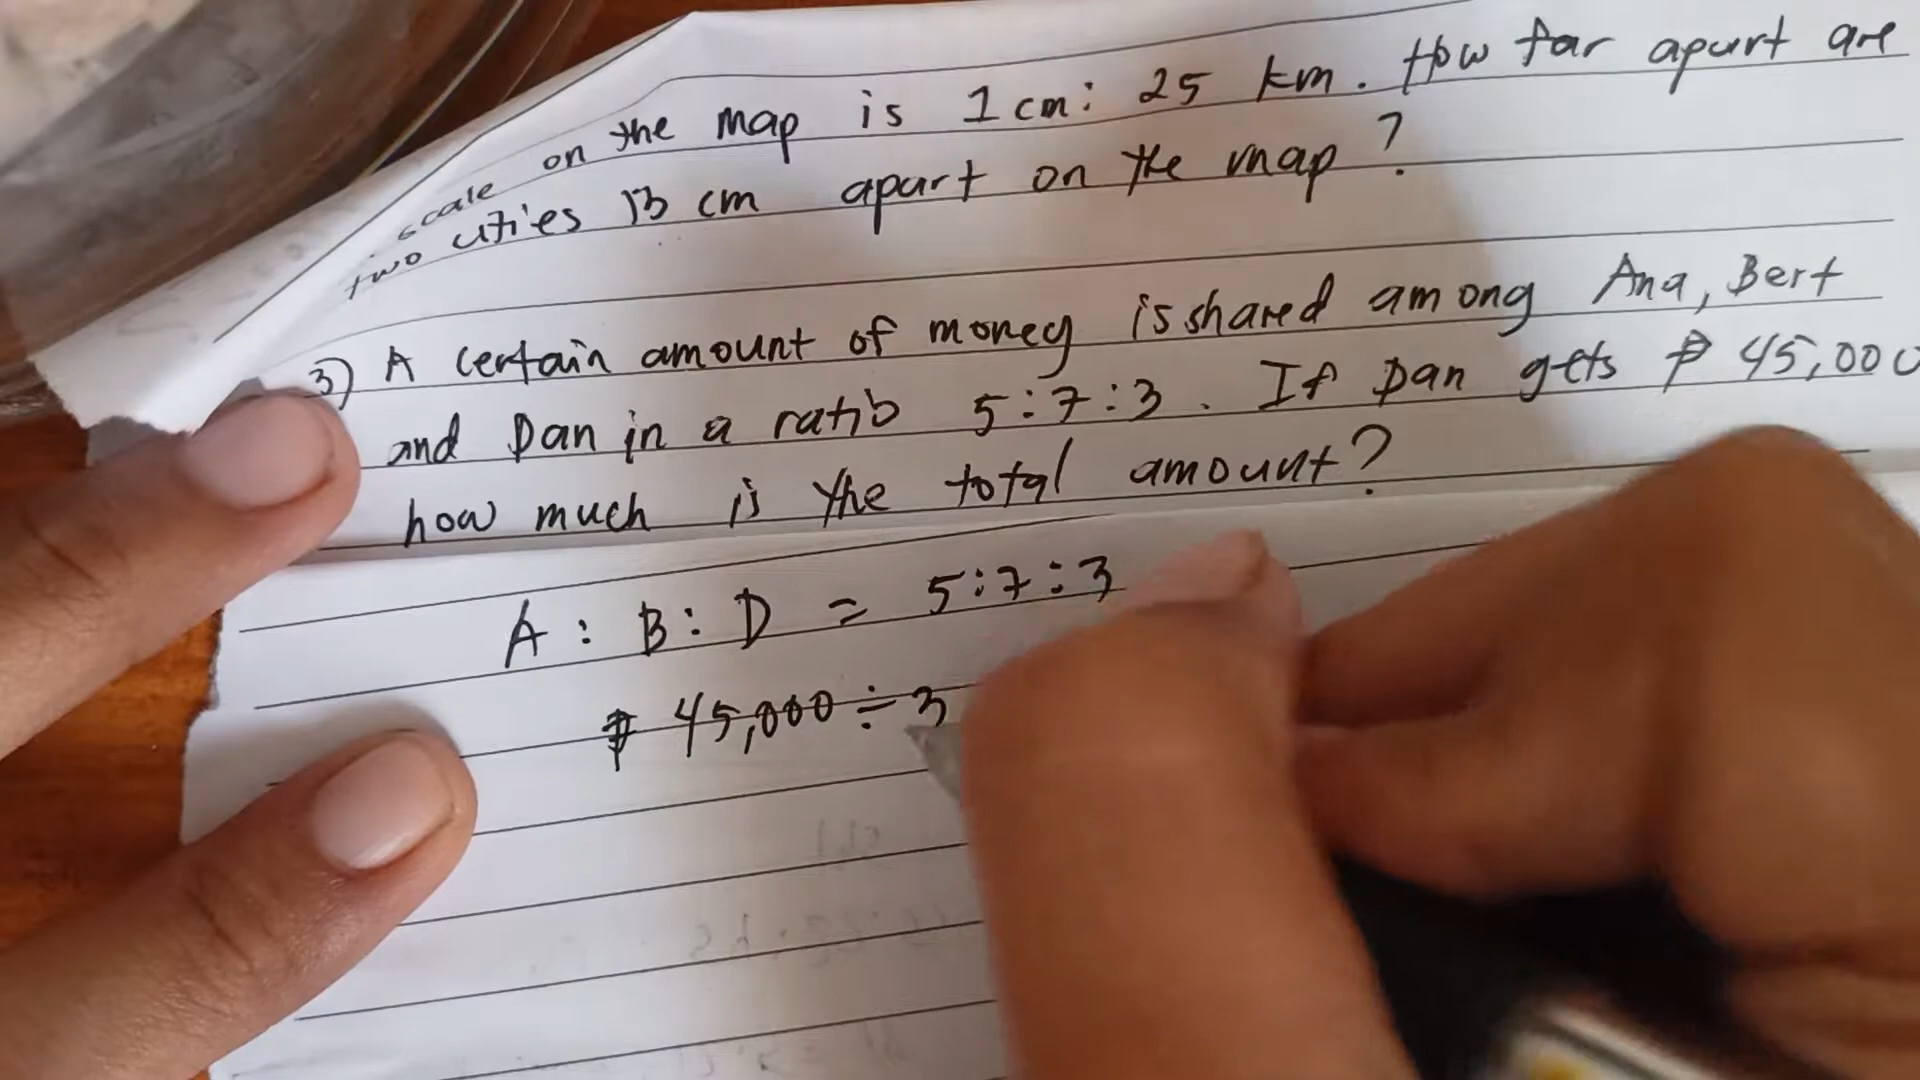 scale on the map is 1 cm : 25 km. How far apart are
two cities 13 cm apart on the map?
3) A certain amount of money is shared among Ana, Bert
and Dan in a ratio 5:7:3. If Dan gets ₱ 45,000
how much is the total amount?
A : B : D = 5:7:3
₱ 45,000 ÷ 3